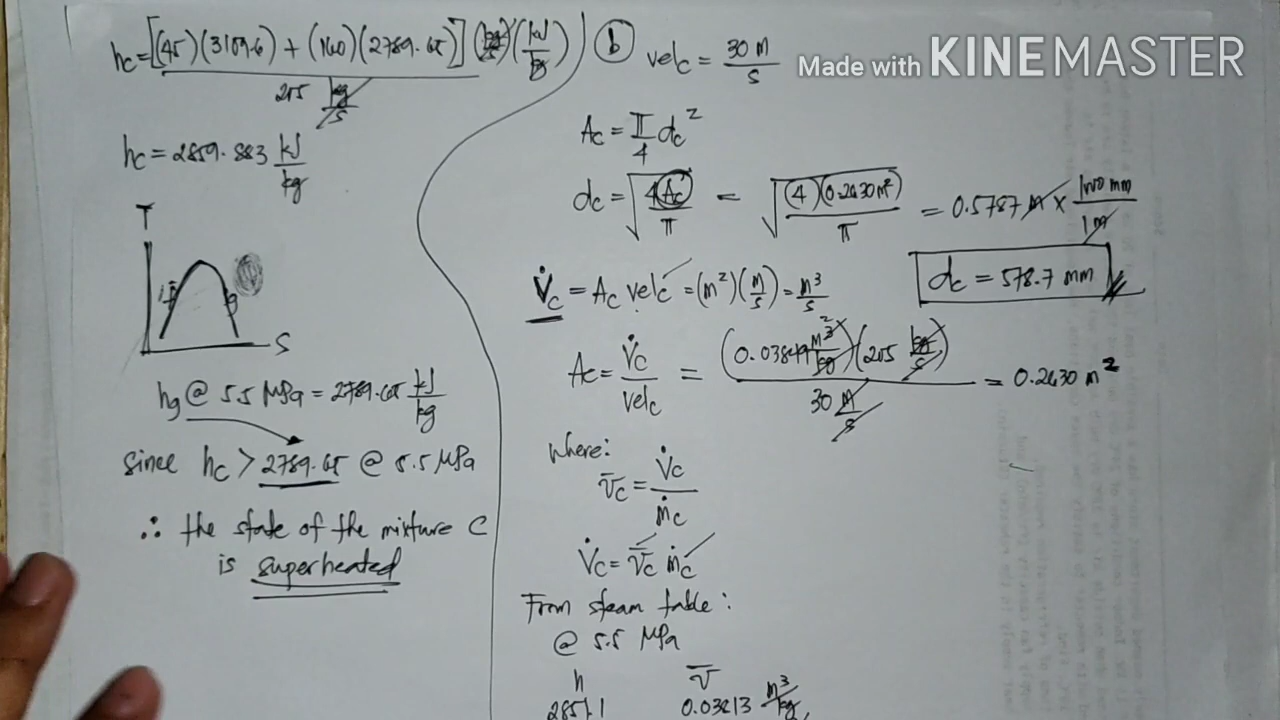 hc = [(45)(3109.6) + (160)(2789.65)] (kg/s)(kJ/kg)
205 kg/s
hc = 2859.883 kJ/kg
T
f g
S
hg @ 5.5 MPa = 2789.65 kJ/kg
since hc > 2789.65 @ 5.5 MPa
∴ the state of the mixture C
is superheated
Made with KINEMASTER
ⓑ velc = 30 m/s
Ac = π/4 dc²
dc = √(4Ac/π) = √((4)(0.2630 m²)/π) = 0.5787 m x 1000 mm/1 m
dc = 578.7 mm
V̇c = Ac velc = (m²)(m/s) = m³/s
Ac = V̇c/velc = (0.03849 m³/kg)(205 kg/s) / 30 m/s = 0.2630 m²
Where:
v̄c = V̇c/ṁc
V̇c = v̄c ṁc
From steam table:
@ 5.5 MPa
h v̄
0.03813 m³/kg